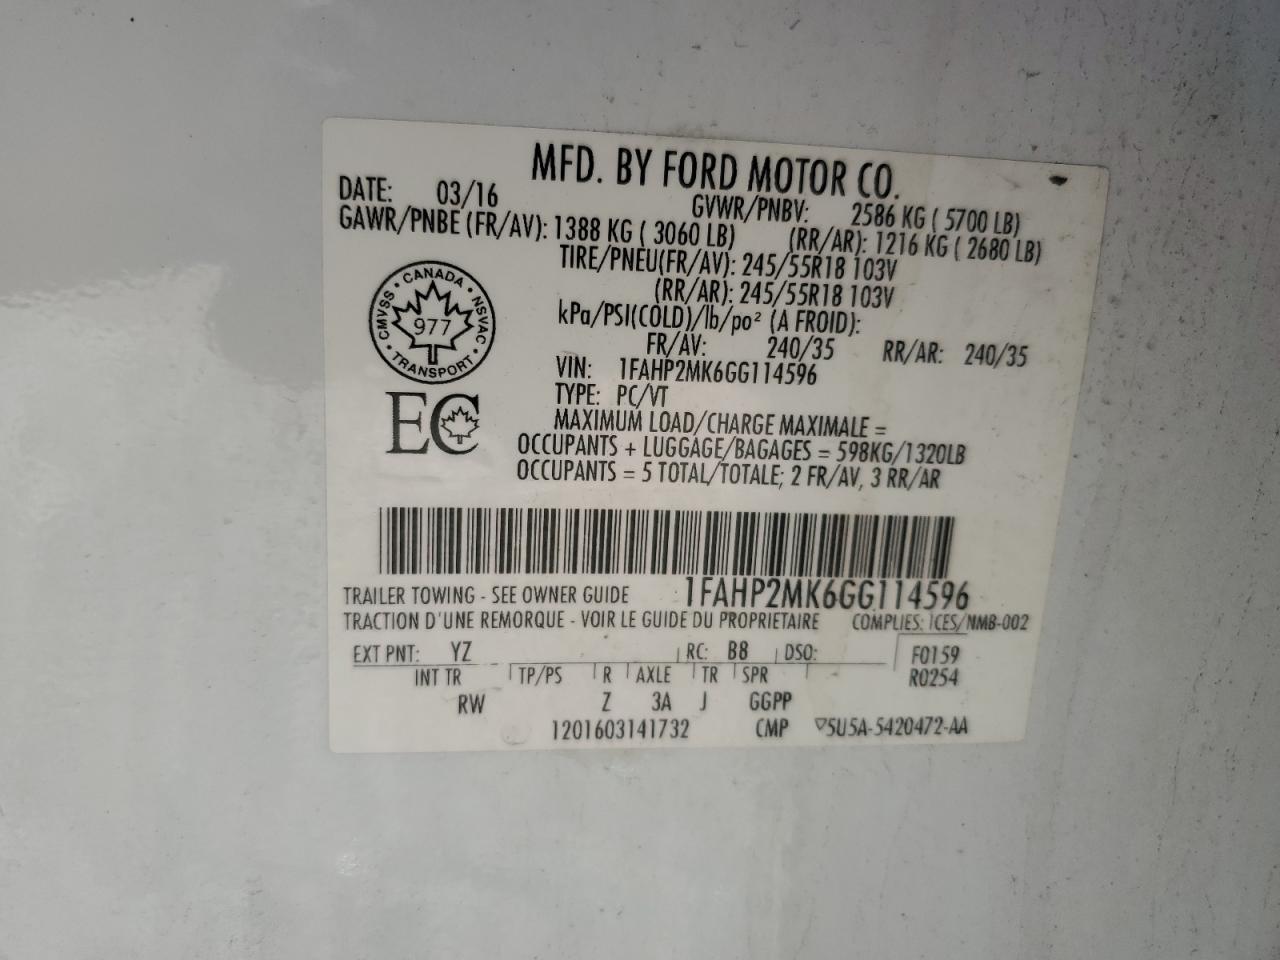 MFD. BY FORD MOTOR CO.
DATE: 03/16 GVWR/PNBV: 2586 KG ( 5700 LB)
GAWR/PNBE (FR/AV): 1388 KG ( 3060 LB) (RR/AR): 1216 KG ( 2680 LB)
TIRE/PNEU(FR/AV): 245/55R18 103V
(RR/AR): 245/55R18 103V
kPa/PSI(COLD)/lb/po² (A FROID):
FR/AV: 240/35 RR/AR: 240/35
VIN: 1FAHP2MK6GG114596
TYPE: PC/VT
MAXIMUM LOAD/CHARGE MAXIMALE =
OCCUPANTS + LUGGAGE/BAGAGES = 598KG/1320LB
OCCUPANTS = 5 TOTAL/TOTALE; 2 FR/AV, 3 RR/AR
CMVSS • CANADA • NSVAC • TRANSPORT •
977
EC
1FAHP2MK6GG114596
TRAILER TOWING - SEE OWNER GUIDE
TRACTION D'UNE REMORQUE - VOIR LE GUIDE DU PROPRIETAIRE COMPLIES: ICES/NMB-002
EXT PNT: YZ RC: B8 DSO: F0159
INT TR TP/PS R AXLE TR SPR R0254
RW Z 3A J GGPP
1201603141732 CMP ▽5U5A-5420472-AA